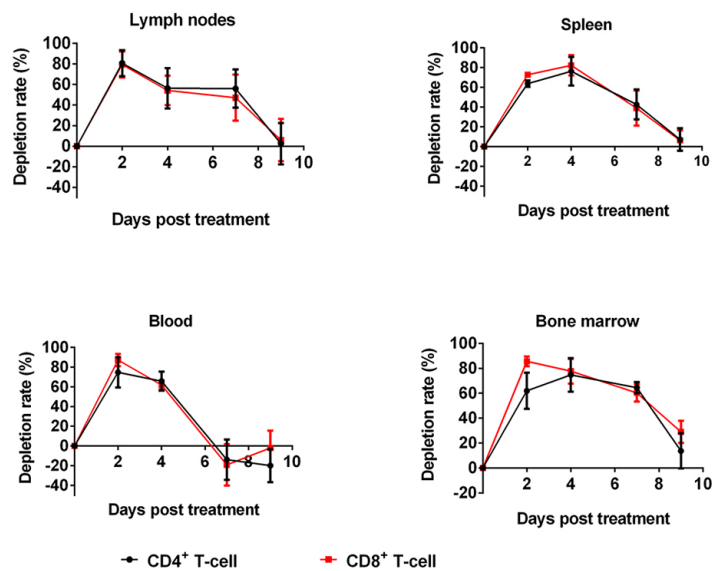 Lymph nodes
Depletion rate (%)
100
80
60
40
20
0
-20
-40
2 4 6 8 10
Days post treatment
Spleen
Depletion rate (%)
100
80
60
40
20
0
-20
-40
2 4 6 8 10
Days post treatment
Blood
Depletion rate (%)
100
80
60
40
20
0
-20
-40
2 4 6 8 10
Days post treatment
Bone marrow
Depletion rate (%)
100
80
60
40
20
0
20
2 4 6 8 10
Days post treatment
CD4⁺ T-cell CD8⁺ T-cell